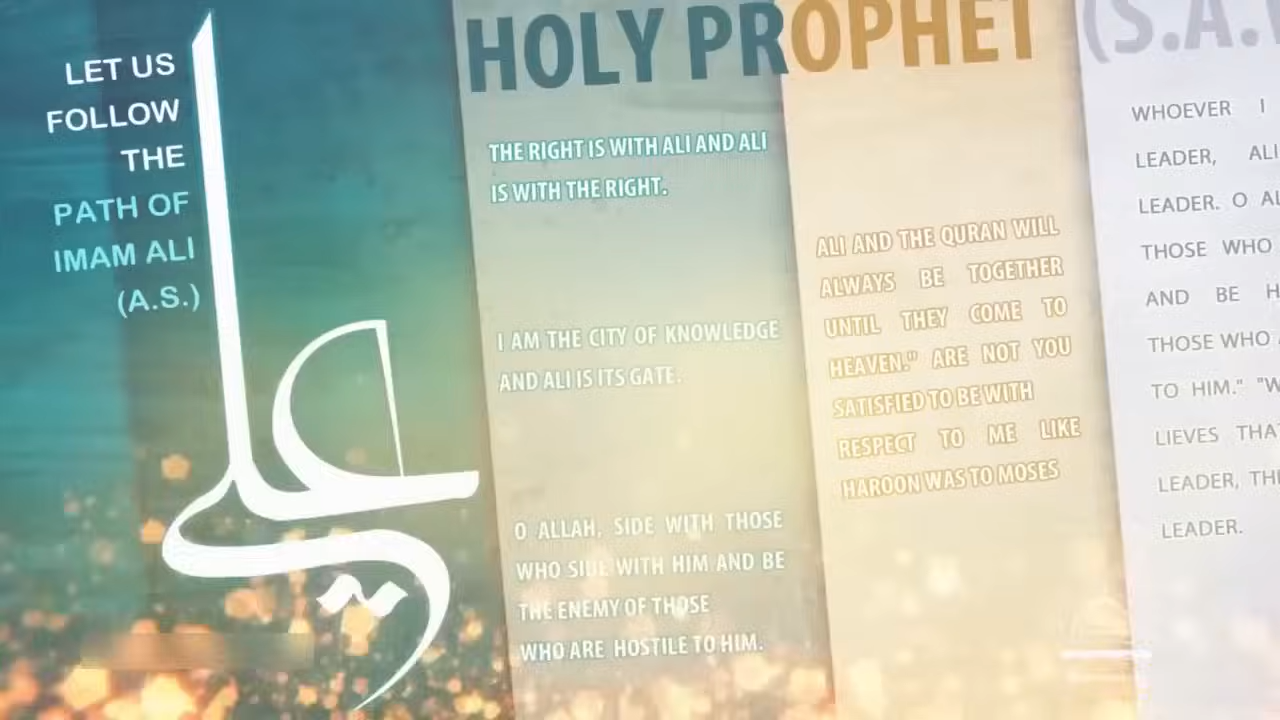 LET US
FOLLOW
THE
PATH OF
IMAM ALI
(A.S.)
علي
HOLY PROPHET (S.A.
THE RIGHT IS WITH ALI AND ALI
IS WITH THE RIGHT.
I AM THE CITY OF KNOWLEDGE
AND ALI IS ITS GATE.
O ALLAH, SIDE WITH THOSE
WHO SIDE WITH HIM AND BE
THE ENEMY OF THOSE
WHO ARE HOSTILE TO HIM.
ALI AND THE QURAN WILL
ALWAYS BE TOGETHER
UNTIL THEY COME TO
HEAVEN." ARE NOT YOU
SATISFIED TO BE WITH
RESPECT TO ME LIKE
HAROON WAS TO MOSES
WHOEVER I
LEADER, ALI
LEADER. O AL
THOSE WHO
AND BE H
THOSE WHO
TO HIM." "W
LIEVES THAT
LEADER, THE
LEADER.